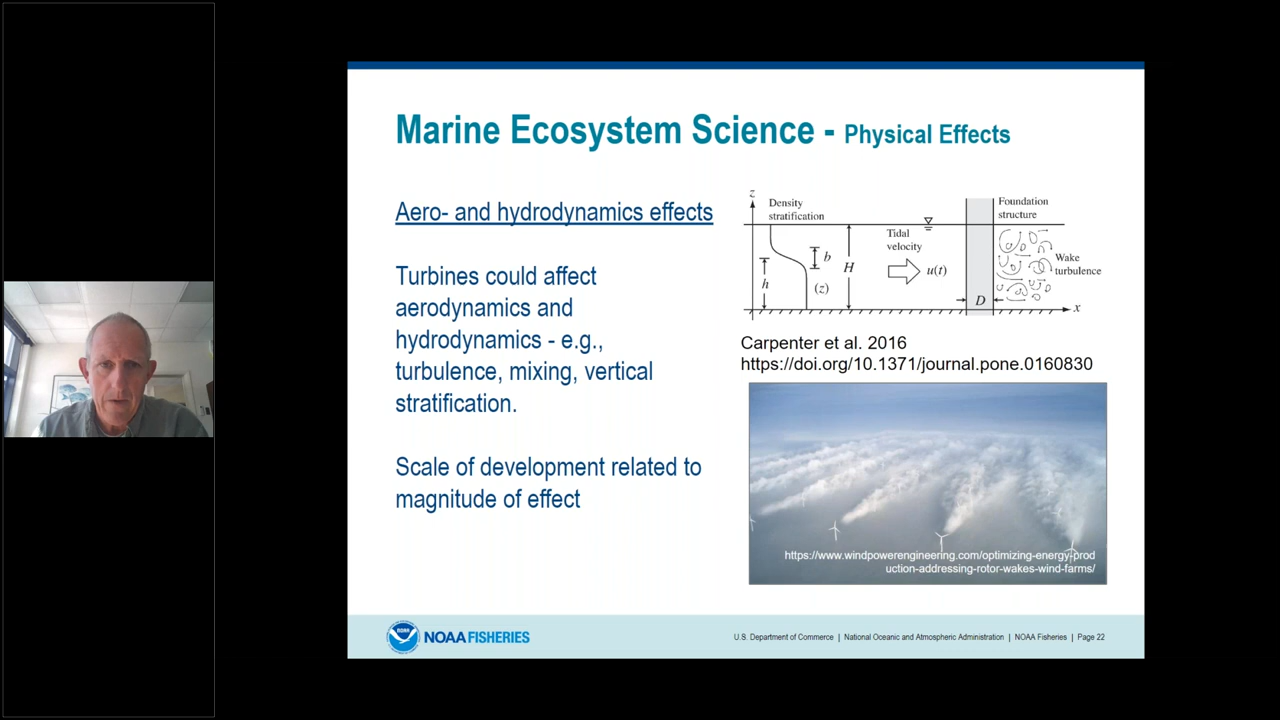 Marine Ecosystem Science - Physical Effects
Aero- and hydrodynamics effects
Turbines could affect
aerodynamics and
hydrodynamics - e.g.,
turbulence, mixing, vertical
stratification.
Scale of development related to
magnitude of effect
z
Density
stratification
Foundation
structure
Tidal
velocity
b
H
u(t)
Wake
turbulence
h
(z)
D
x
Carpenter et al. 2016
https://doi.org/10.1371/journal.pone.0160830
https://www.windpowerengineering.com/optimizing-energy-prod
uction-addressing-rotor-wakes-wind-farms/
NOAA
NOAA FISHERIES
U.S. Department of Commerce | National Oceanic and Atmospheric Administration | NOAA Fisheries | Page 22